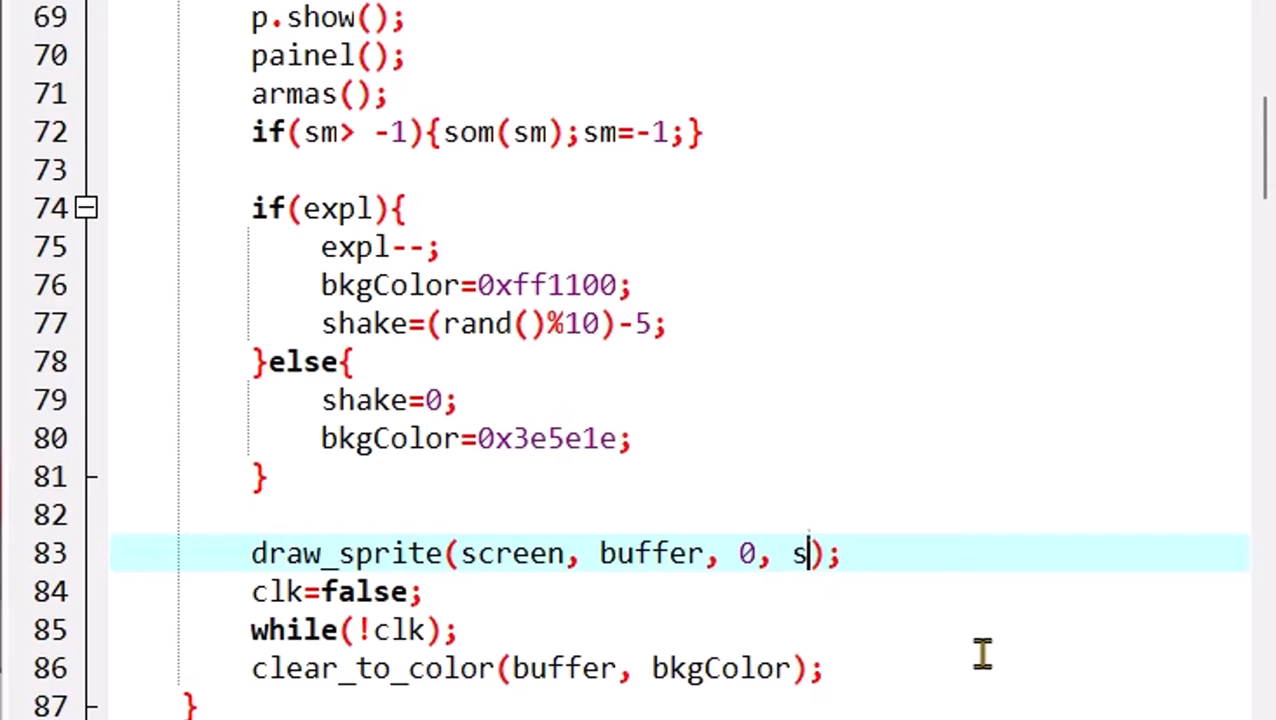 69 p.show();
70 painel();
71 armas();
72 if(sm> -1){som(sm);sm=-1;}
73
74 if(expl){
75 expl--;
76 bkgColor=0xff1100;
77 shake=(rand()%10)-5;
78 }else{
79 shake=0;
80 bkgColor=0x3e5e1e;
81 }
82
83 draw_sprite(screen, buffer, 0, s);
84 clk=false;
85 while(!clk);
86 clear_to_color(buffer, bkgColor);
87 }